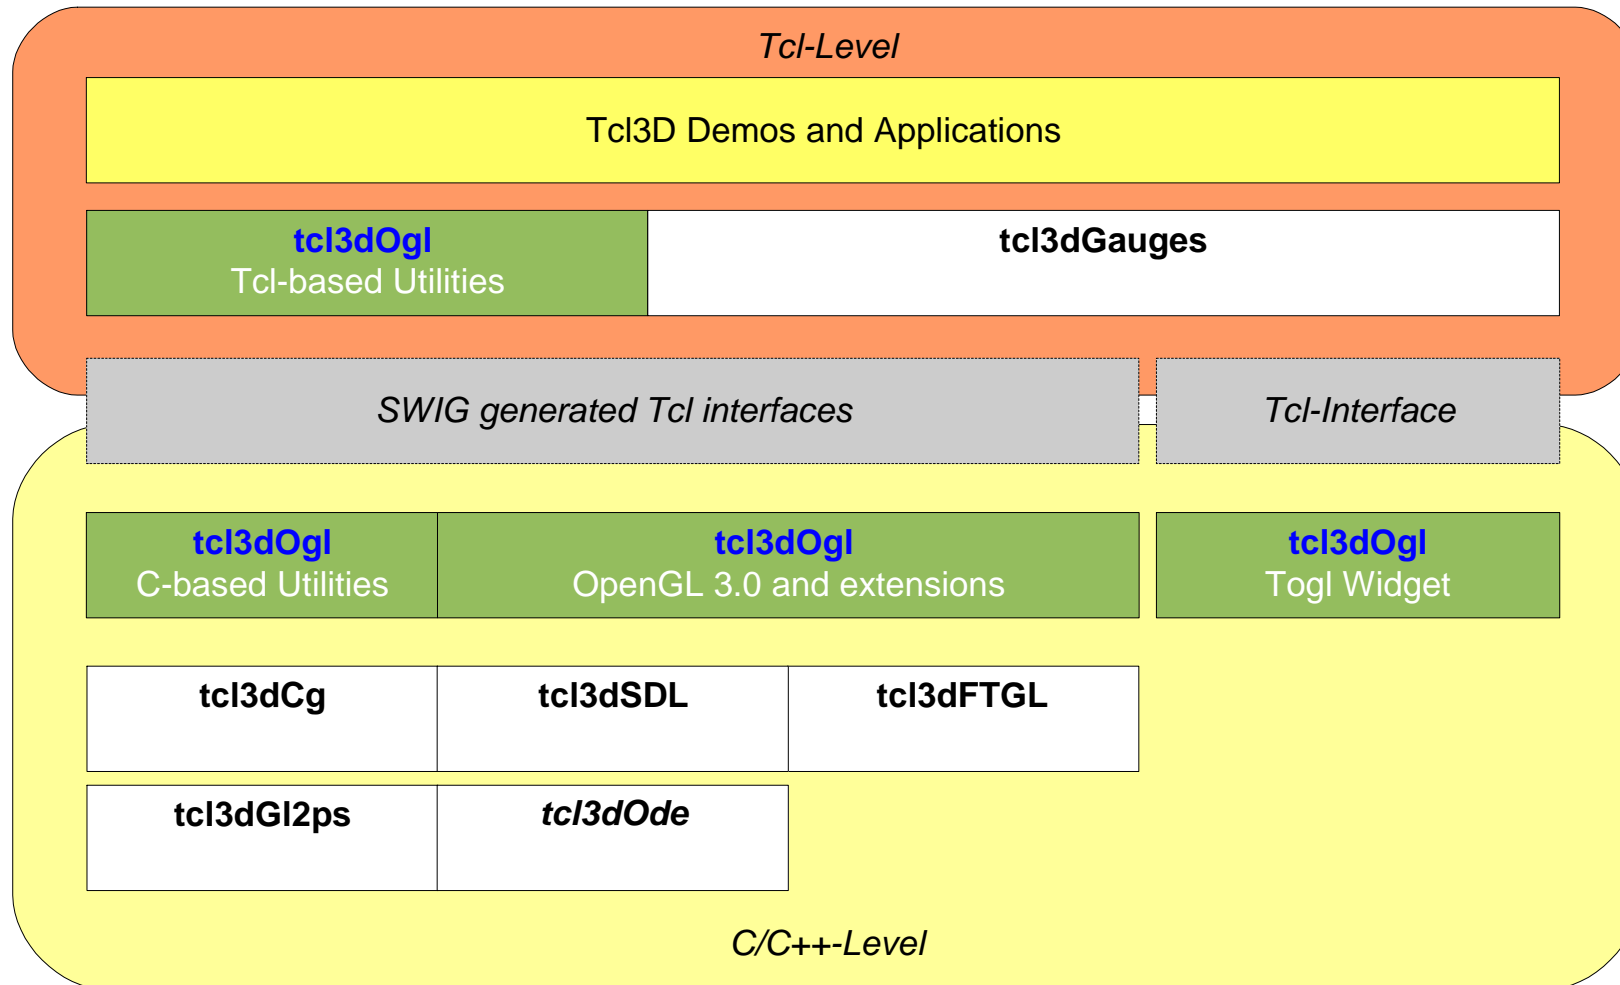 Tcl-Level
Tcl3D Demos and Applications
tcl3dOgl
Tcl-based Utilities
tcl3dGauges
SWIG generated Tcl interfaces
Tcl-Interface
tcl3dOgl
C-based Utilities
tcl3dOgl
OpenGL 3.0 and extensions
tcl3dOgl
Togl Widget
tcl3dCg
tcl3dSDL
tcl3dFTGL
tcl3dGl2ps
tcl3dOde
C/C++-Level